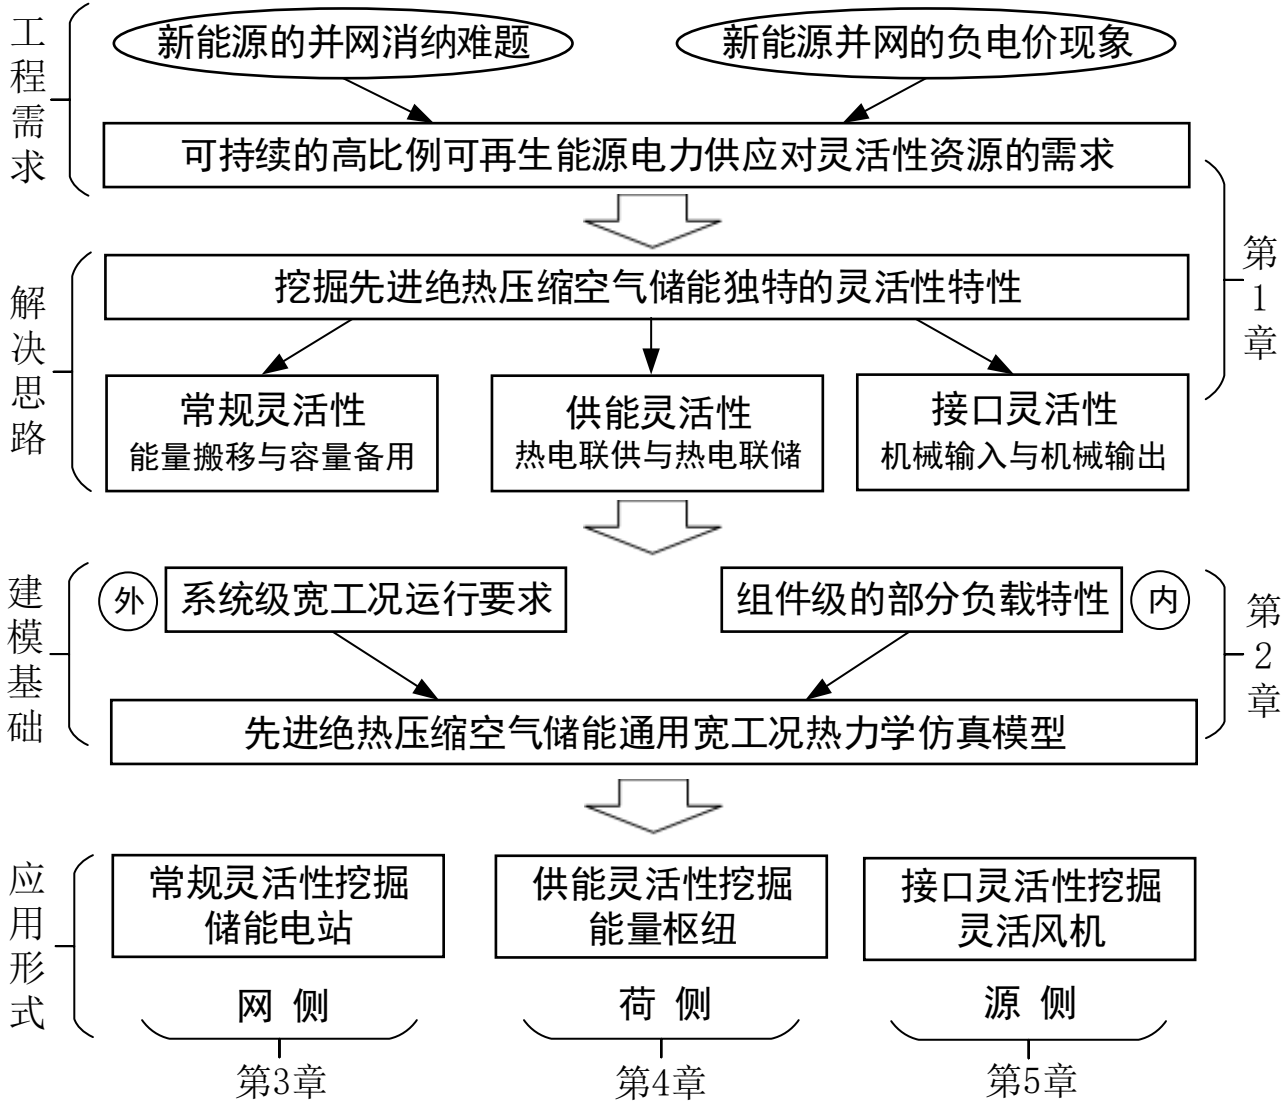 工程需求
新能源的并网消纳难题
新能源并网的负电价现象
可持续的高比例可再生能源电力供应对灵活性资源的需求
第1章
解决思路
挖掘先进绝热压缩空气储能独特的灵活性特性
常规灵活性
能量搬移与容量备用
供能灵活性
热电联供与热电联储
接口灵活性
机械输入与机械输出
建模基础
外
系统级宽工况运行要求
组件级的部分负载特性
内
第2章
先进绝热压缩空气储能通用宽工况热力学仿真模型
应用形式
常规灵活性挖掘
储能电站
供能灵活性挖掘
能量枢纽
接口灵活性挖掘
灵活风机
网 侧
荷 侧
源 侧
第3章
第4章
第5章